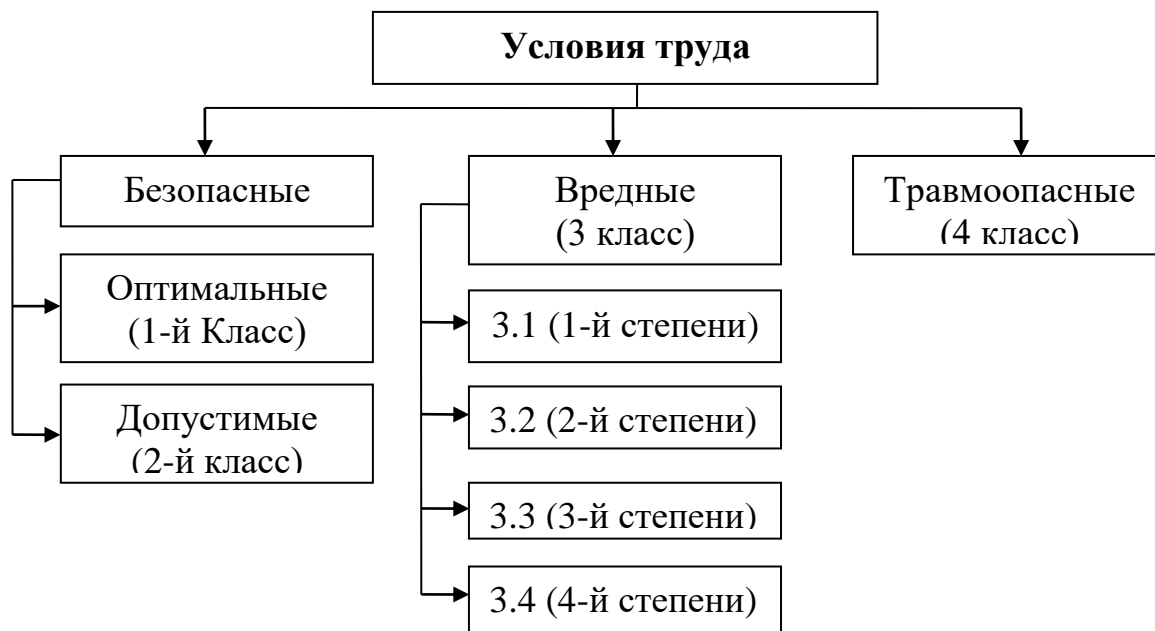 Условия труда
Безопасные
Вредные
(3 класс)
Травмоопасные
(4 класс)
Оптимальные
(1-й Класс)
Допустимые
(2-й класс)
3.1 (1-й степени)
3.2 (2-й степени)
3.3 (3-й степени)
3.4 (4-й степени)